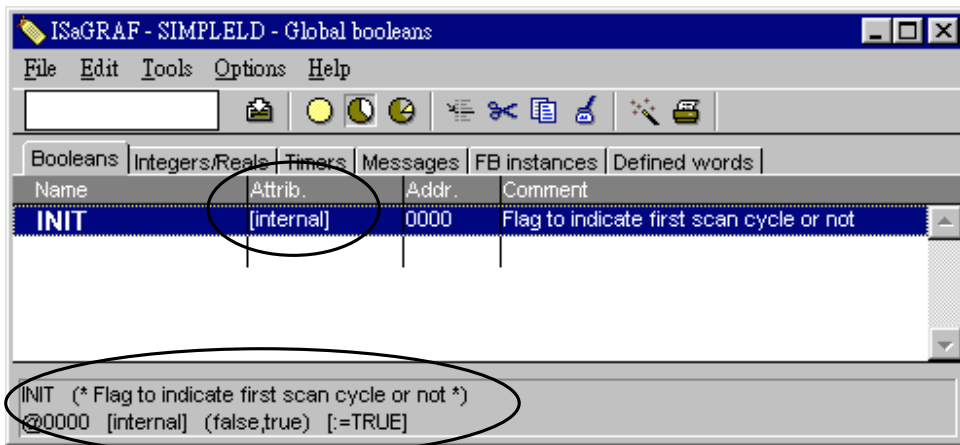 ISaGRAF - SIMPLELD - Global booleans
File Edit Tools Options Help
Booleans Integers/Reals Timers Messages FB instances Defined words
Name Attrib. Addr. Comment
INIT [internal] 0000 Flag to indicate first scan cycle or not
INIT (* Flag to indicate first scan cycle or not *)
@0000 [internal] (false,true) [:=TRUE]